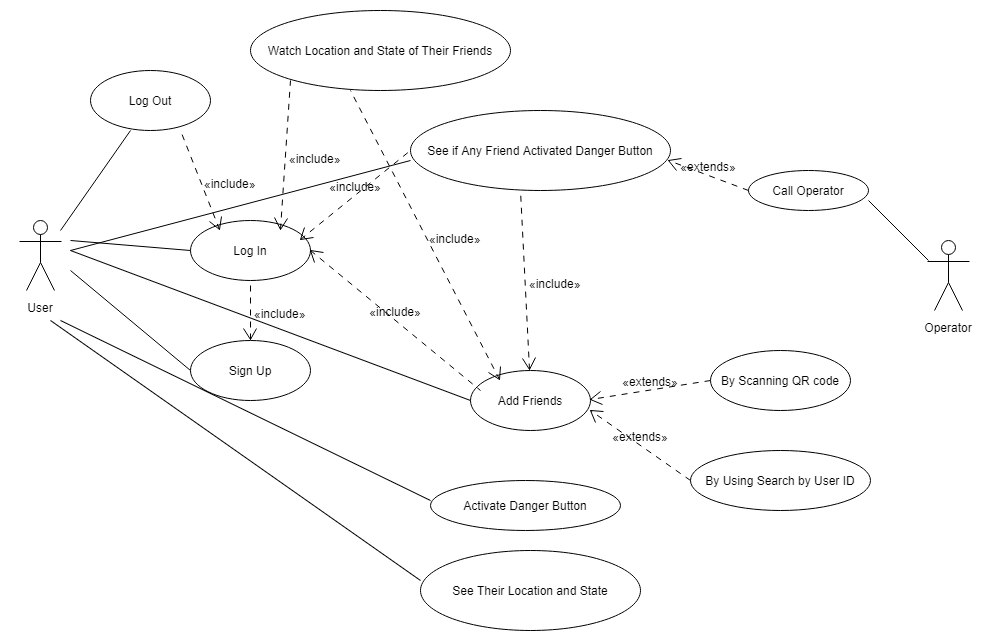 Watch Location and State of Their Friends
Log Out
See if Any Friend Activated Danger Button
«include»
«extends»
«include»
«include»
Call Operator
«include»
Log In
«include»
User
«include»
«include»
Operator
Sign Up
«extends»
By Scanning QR code
Add Friends
«extends»
By Using Search by User ID
Activate Danger Button
See Their Location and State